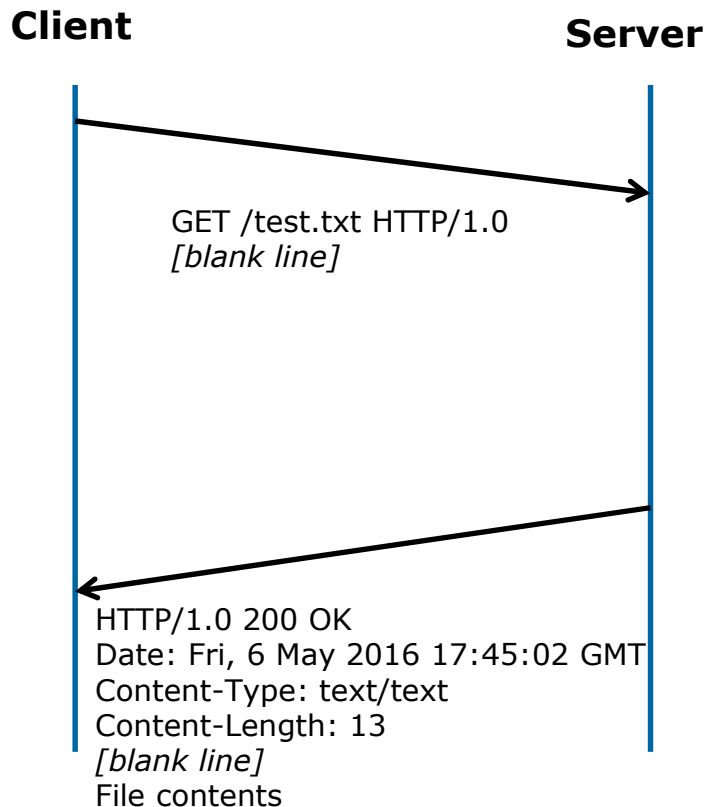 Client
Server
GET /test.txt HTTP/1.0
[blank line]
HTTP/1.0 200 OK
Date: Fri, 6 May 2016 17:45:02 GMT
Content-Type: text/text
Content-Length: 13
[blank line]
File contents